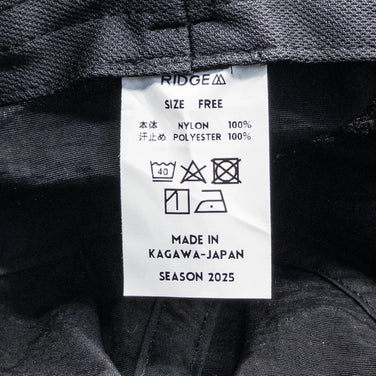 RIDGE
SIZE FREE
本体 NYLON 100%
汗止め POLYESTER 100%
40
MADE IN
KAGAWA-JAPAN
SEASON 2025